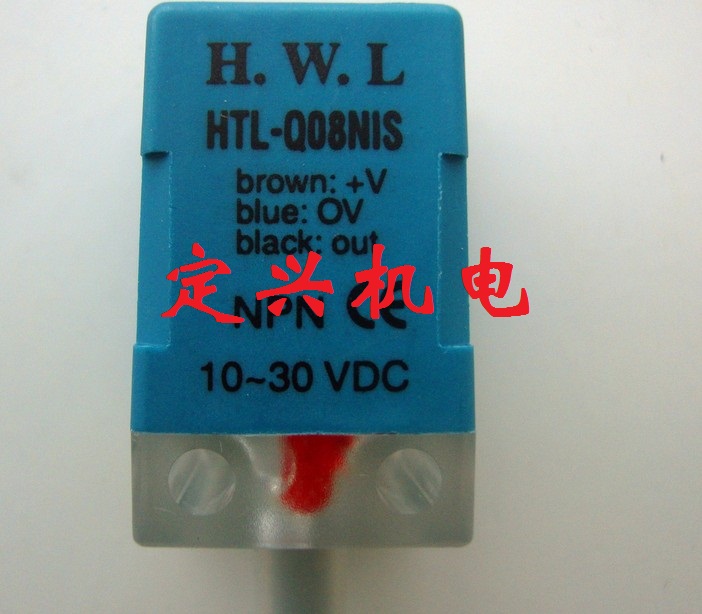 H. W. L
HTL-Q08NIS
brown: +V
blue: OV
black: out
定兴机电
NPN CE
10~30 VDC